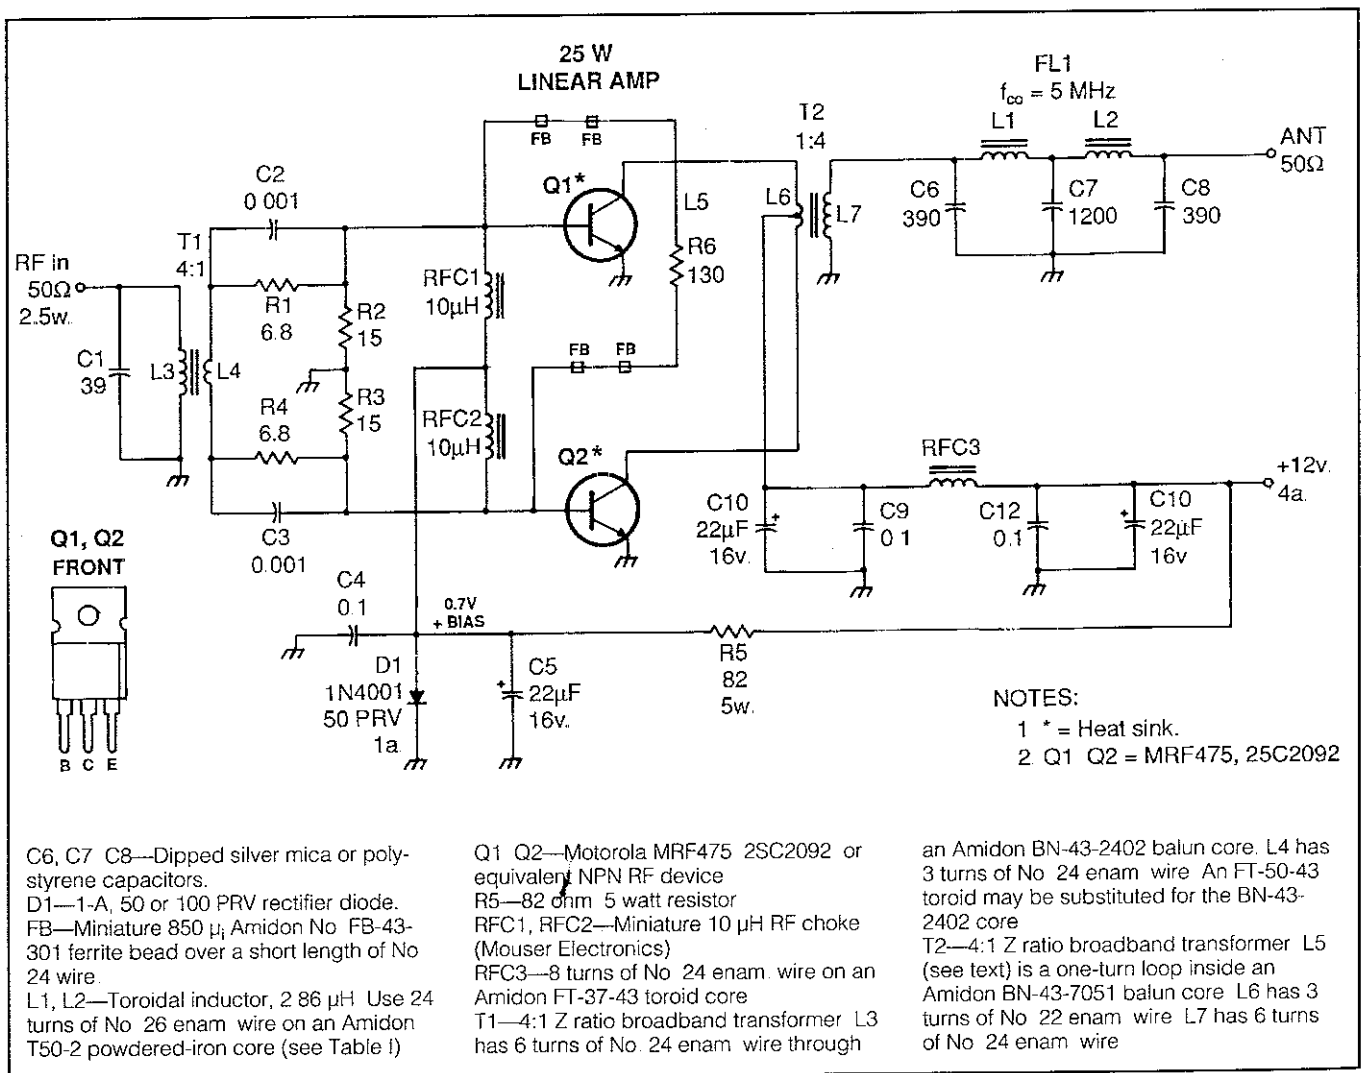 25 W
LINEAR AMP
FL1
f_co = 5 MHz
L1
L2
T2
1:4
ANT
50Ω
FB
FB
Q1*
C2
0 001
L5
L6
L7
C6
390
C7
1200
C8
390
T1
4:1
RF in
50Ω
2.5w.
R6
130
RFC1
10µH
R1
6.8
R2
15
C1
39
L3
L4
FB
FB
R4
6.8
R3
15
RFC2
10µH
Q2*
RFC3
+12v.
4a.
C10
22µF
16v.
C9
0 1
C12
0.1
C10
22µF
16v
C3
0.001
Q1, Q2
FRONT
B C E
C4
0.1
0.7V
+ BIAS
R5
82
5w.
D1
1N4001
50 PRV
1a
C5
22µF
16v.
NOTES:
1 * = Heat sink.
2. Q1 Q2 = MRF475, 25C2092
C6, C7 C8—Dipped silver mica or poly-
styrene capacitors.
D1—1-A, 50 or 100 PRV rectifier diode.
FB—Miniature 850 µi Amidon No FB-43-
301 ferrite bead over a short length of No
24 wire.
L1, L2—Toroidal inductor, 2 86 µH Use 24
turns of No 26 enam wire on an Amidon
T50-2 powdered-iron core (see Table I)
Q1 Q2—Motorola MRF475 2SC2092 or
equivalent NPN RF device
R5—82 ohm 5 watt resistor
RFC1, RFC2—Miniature 10 µH RF choke
(Mouser Electronics)
RFC3—8 turns of No 24 enam. wire on an
Amidon FT-37-43 toroid core
T1—4:1 Z ratio broadband transformer L3
has 6 turns of No. 24 enam wire through
an Amidon BN-43-2402 balun core. L4 has
3 turns of No 24 enam wire An FT-50-43
toroid may be substituted for the BN-43-
2402 core
T2—4:1 Z ratio broadband transformer L5
(see text) is a one-turn loop inside an
Amidon BN-43-7051 balun core L6 has 3
turns of No 22 enam wire L7 has 6 turns
of No 24 enam wire